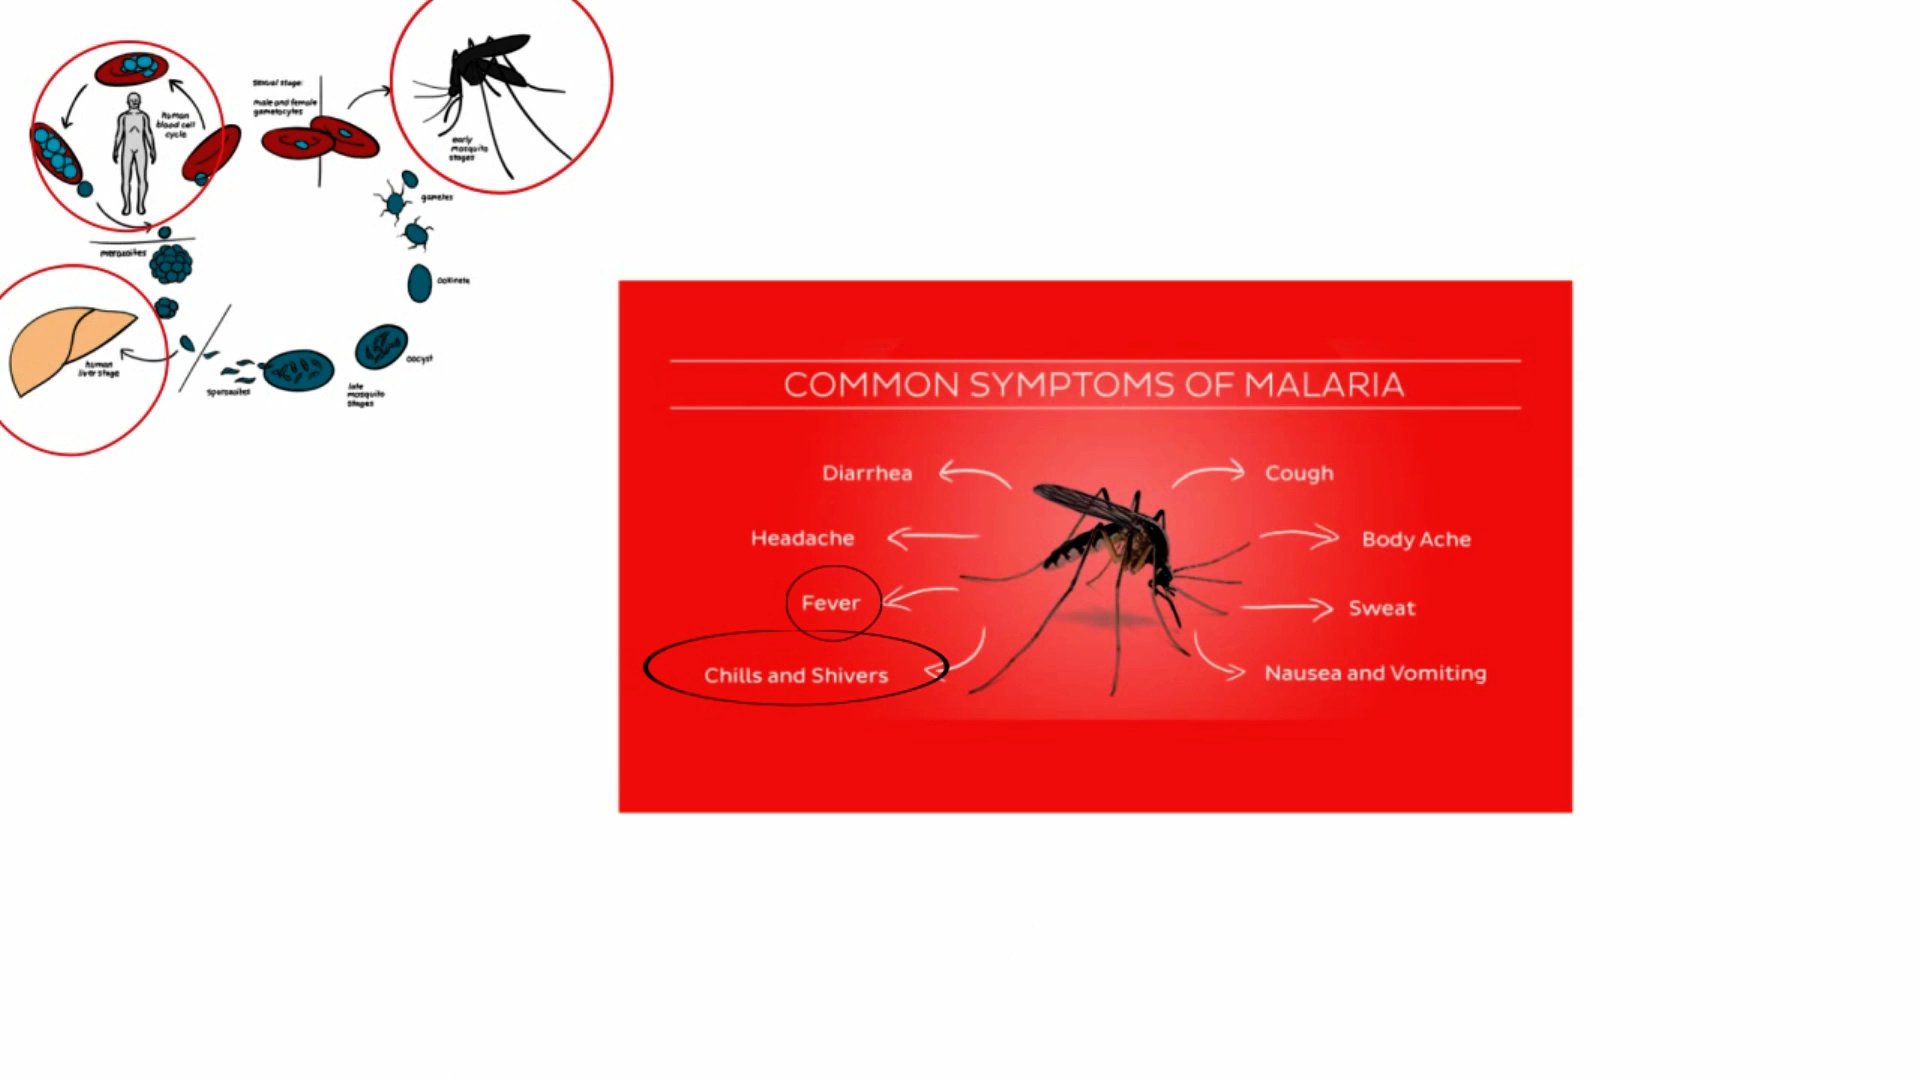 sexual stage:
male and female
gametocytes
human
blood cell
cycle
early
mosquito
stages
gametes
merozoites
ookinete
human
liver stage
oocyst
sporozoites
late
mosquito
stages
COMMON SYMPTOMS OF MALARIA
Diarrhea
Cough
Headache
Body Ache
Fever
Sweat
Chills and Shivers
Nausea and Vomiting